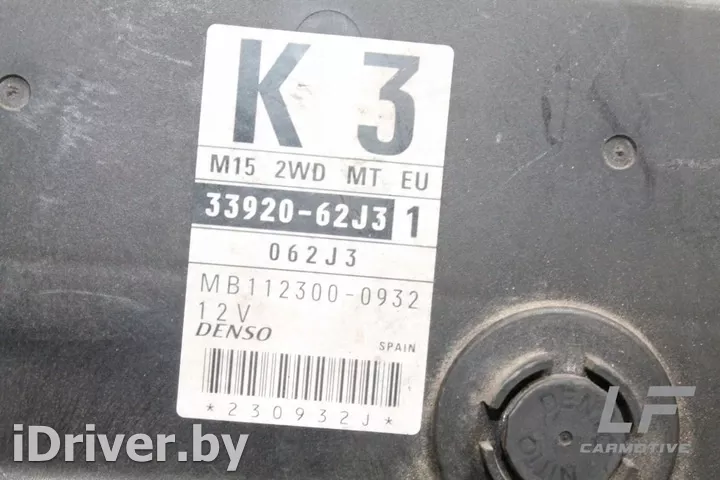 K 3
M15 2WD MT EU
33920-62J3 1
062J3
MB112300-0932
12V
DENSO SPAIN
*230932J*
DENSO
LF
CARMOTIVE
iDriver.by